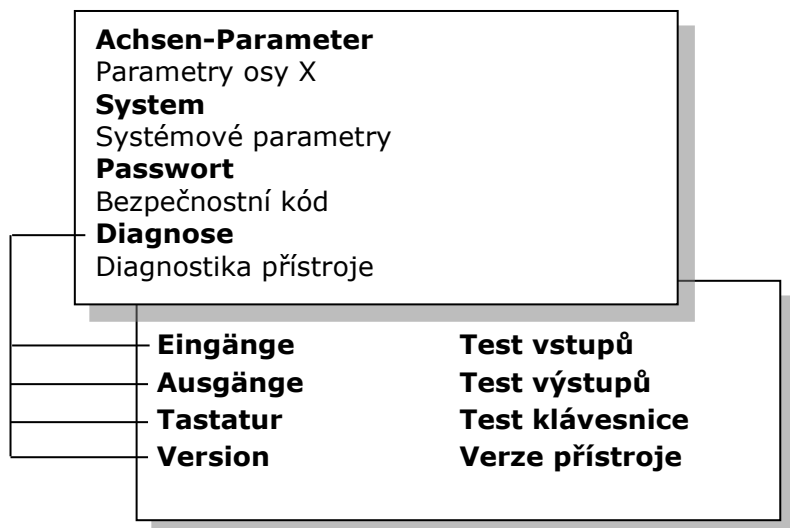 Achsen-Parameter
Parametry osy X
System
Systémové parametry
Passwort
Bezpečnostní kód
Diagnose
Diagnostika přístroje
Eingänge Test vstupů
Ausgänge Test výstupů
Tastatur Test klávesnice
Version Verze přístroje